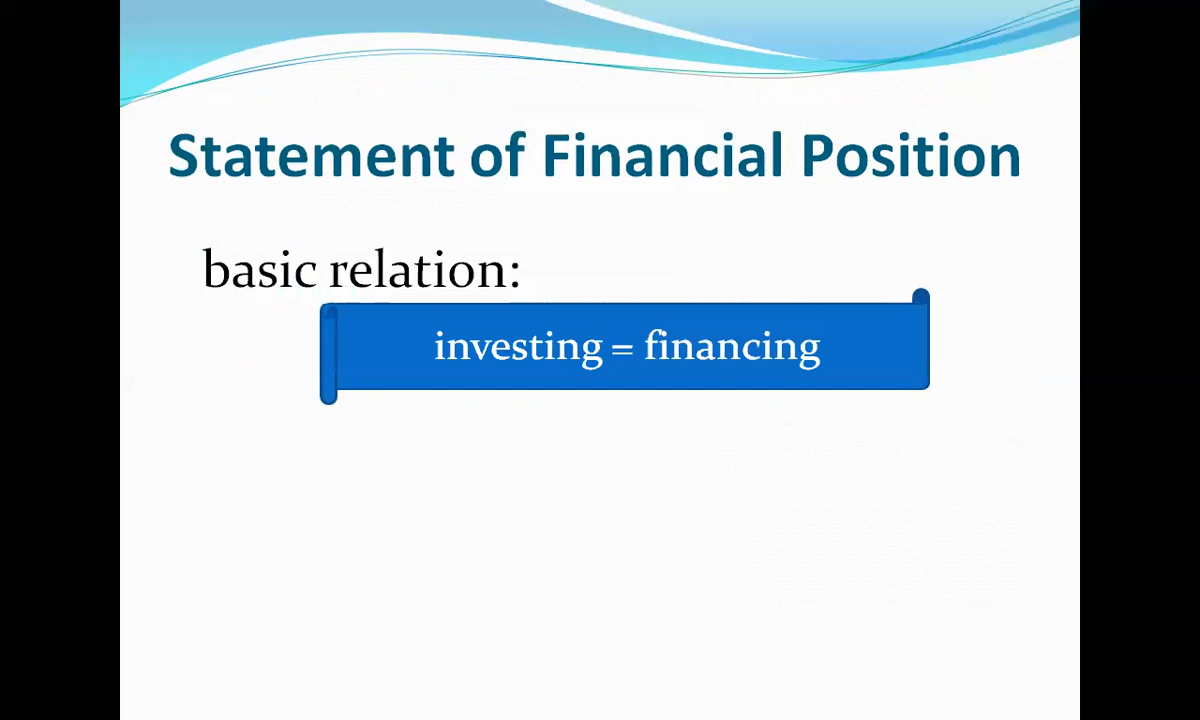 Statement of Financial Position
basic relation:
investing = financing